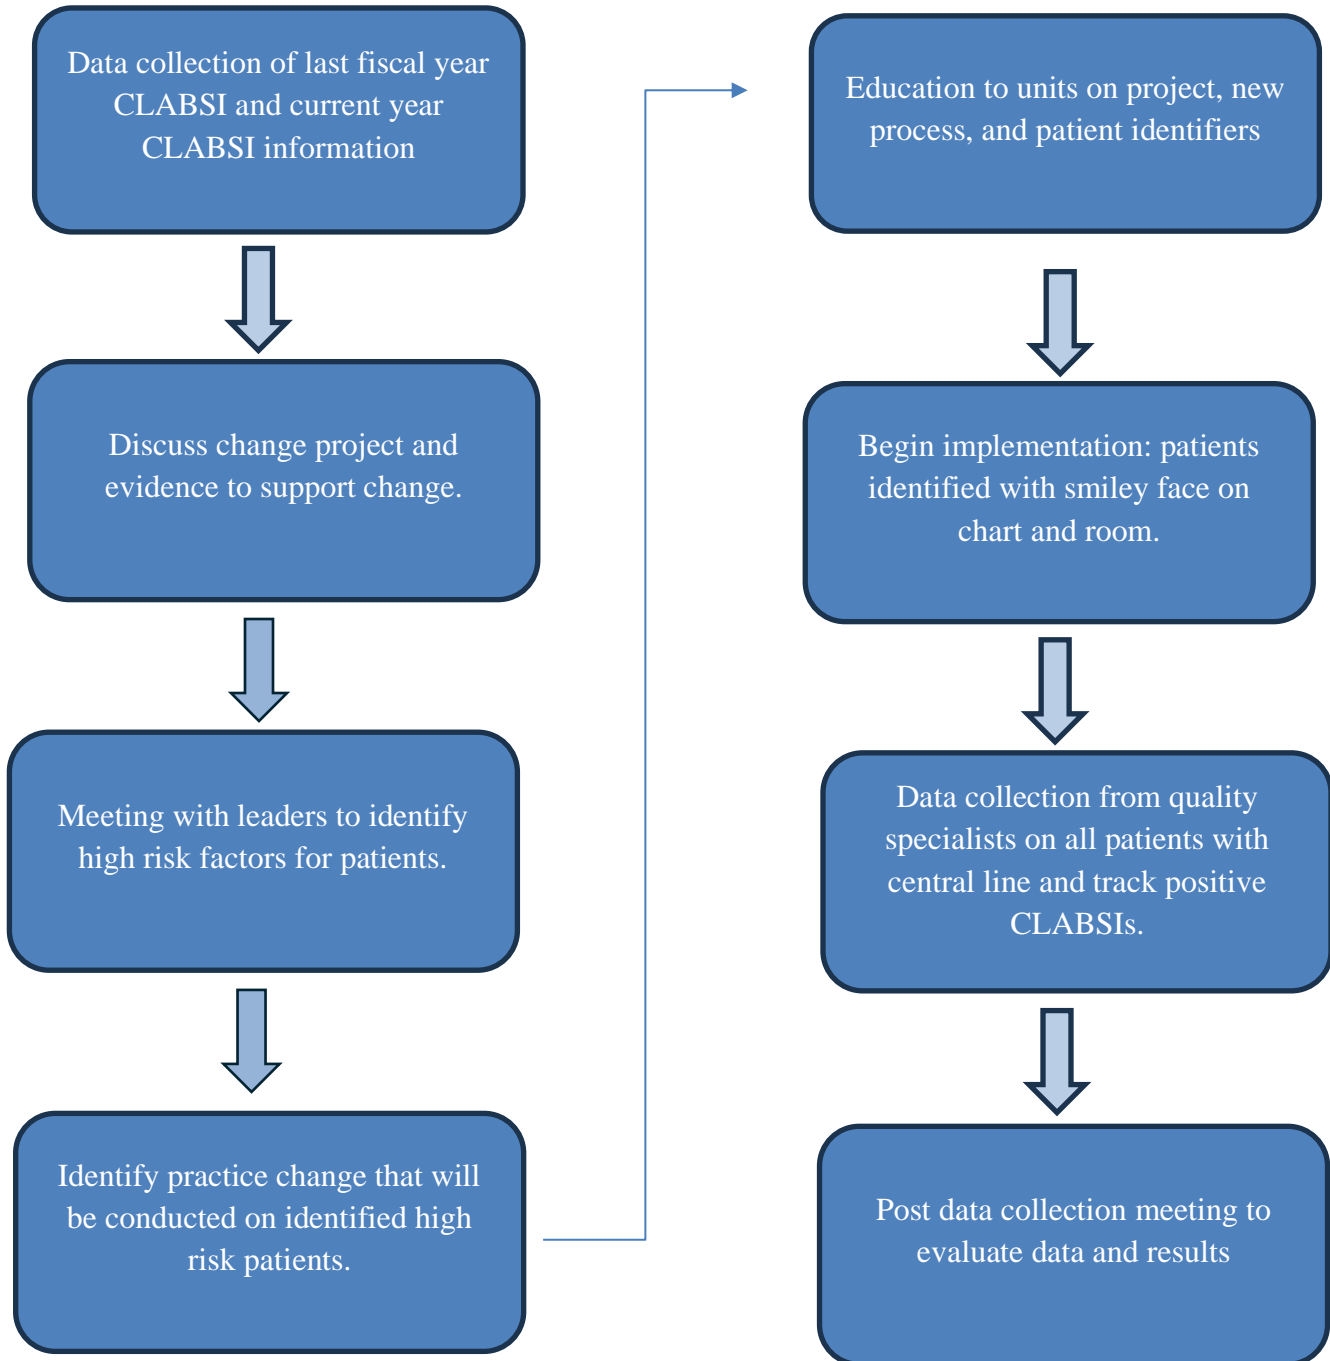 Data collection of last fiscal year
CLABSI and current year
CLABSI information
Discuss change project and
evidence to support change.
Meeting with leaders to identify
high risk factors for patients.
Identify practice change that will
be conducted on identified high
risk patients.
Education to units on project, new
process, and patient identifiers
Begin implementation: patients
identified with smiley face on
chart and room.
Data collection from quality
specialists on all patients with
central line and track positive
CLABSIs.
Post data collection meeting to
evaluate data and results